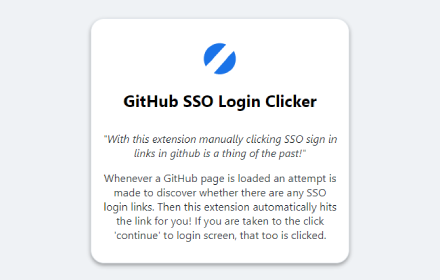 GitHub SSO Login Clicker
"With this extension manually clicking SSO sign in
links in github is a thing of the past!"
Whenever a GitHub page is loaded an attempt is
made to discover whether there are any SSO
login links. Then this extension automatically hits
the link for you! If you are taken to the click
'continue' to login screen, that too is clicked.